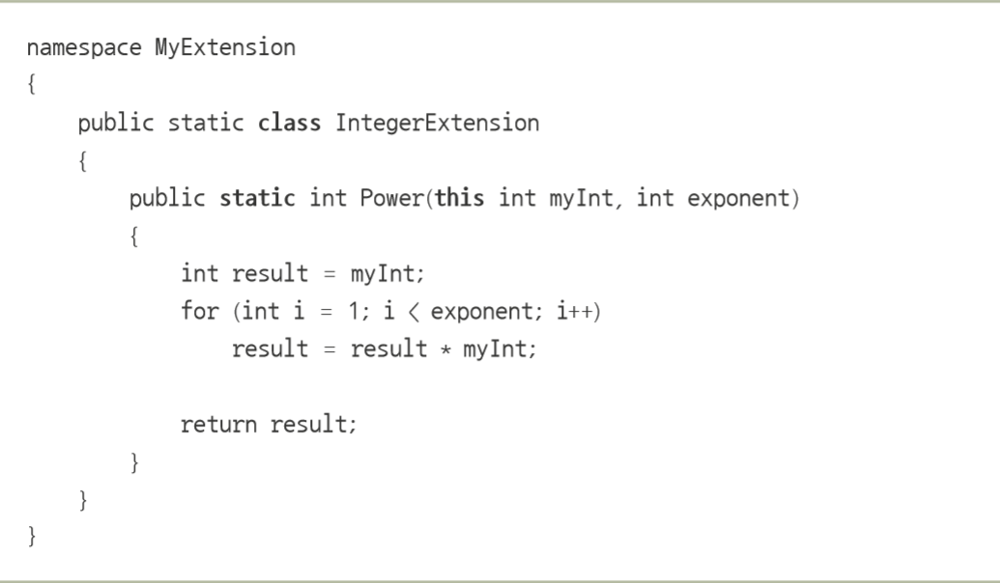 namespace MyExtension
{
    public static class IntegerExtension
    {
        public static int Power(this int myInt, int exponent)
        {
            int result = myInt;
            for (int i = 1; i < exponent; i++)
                result = result * myInt;

            return result;
        }
    }
}